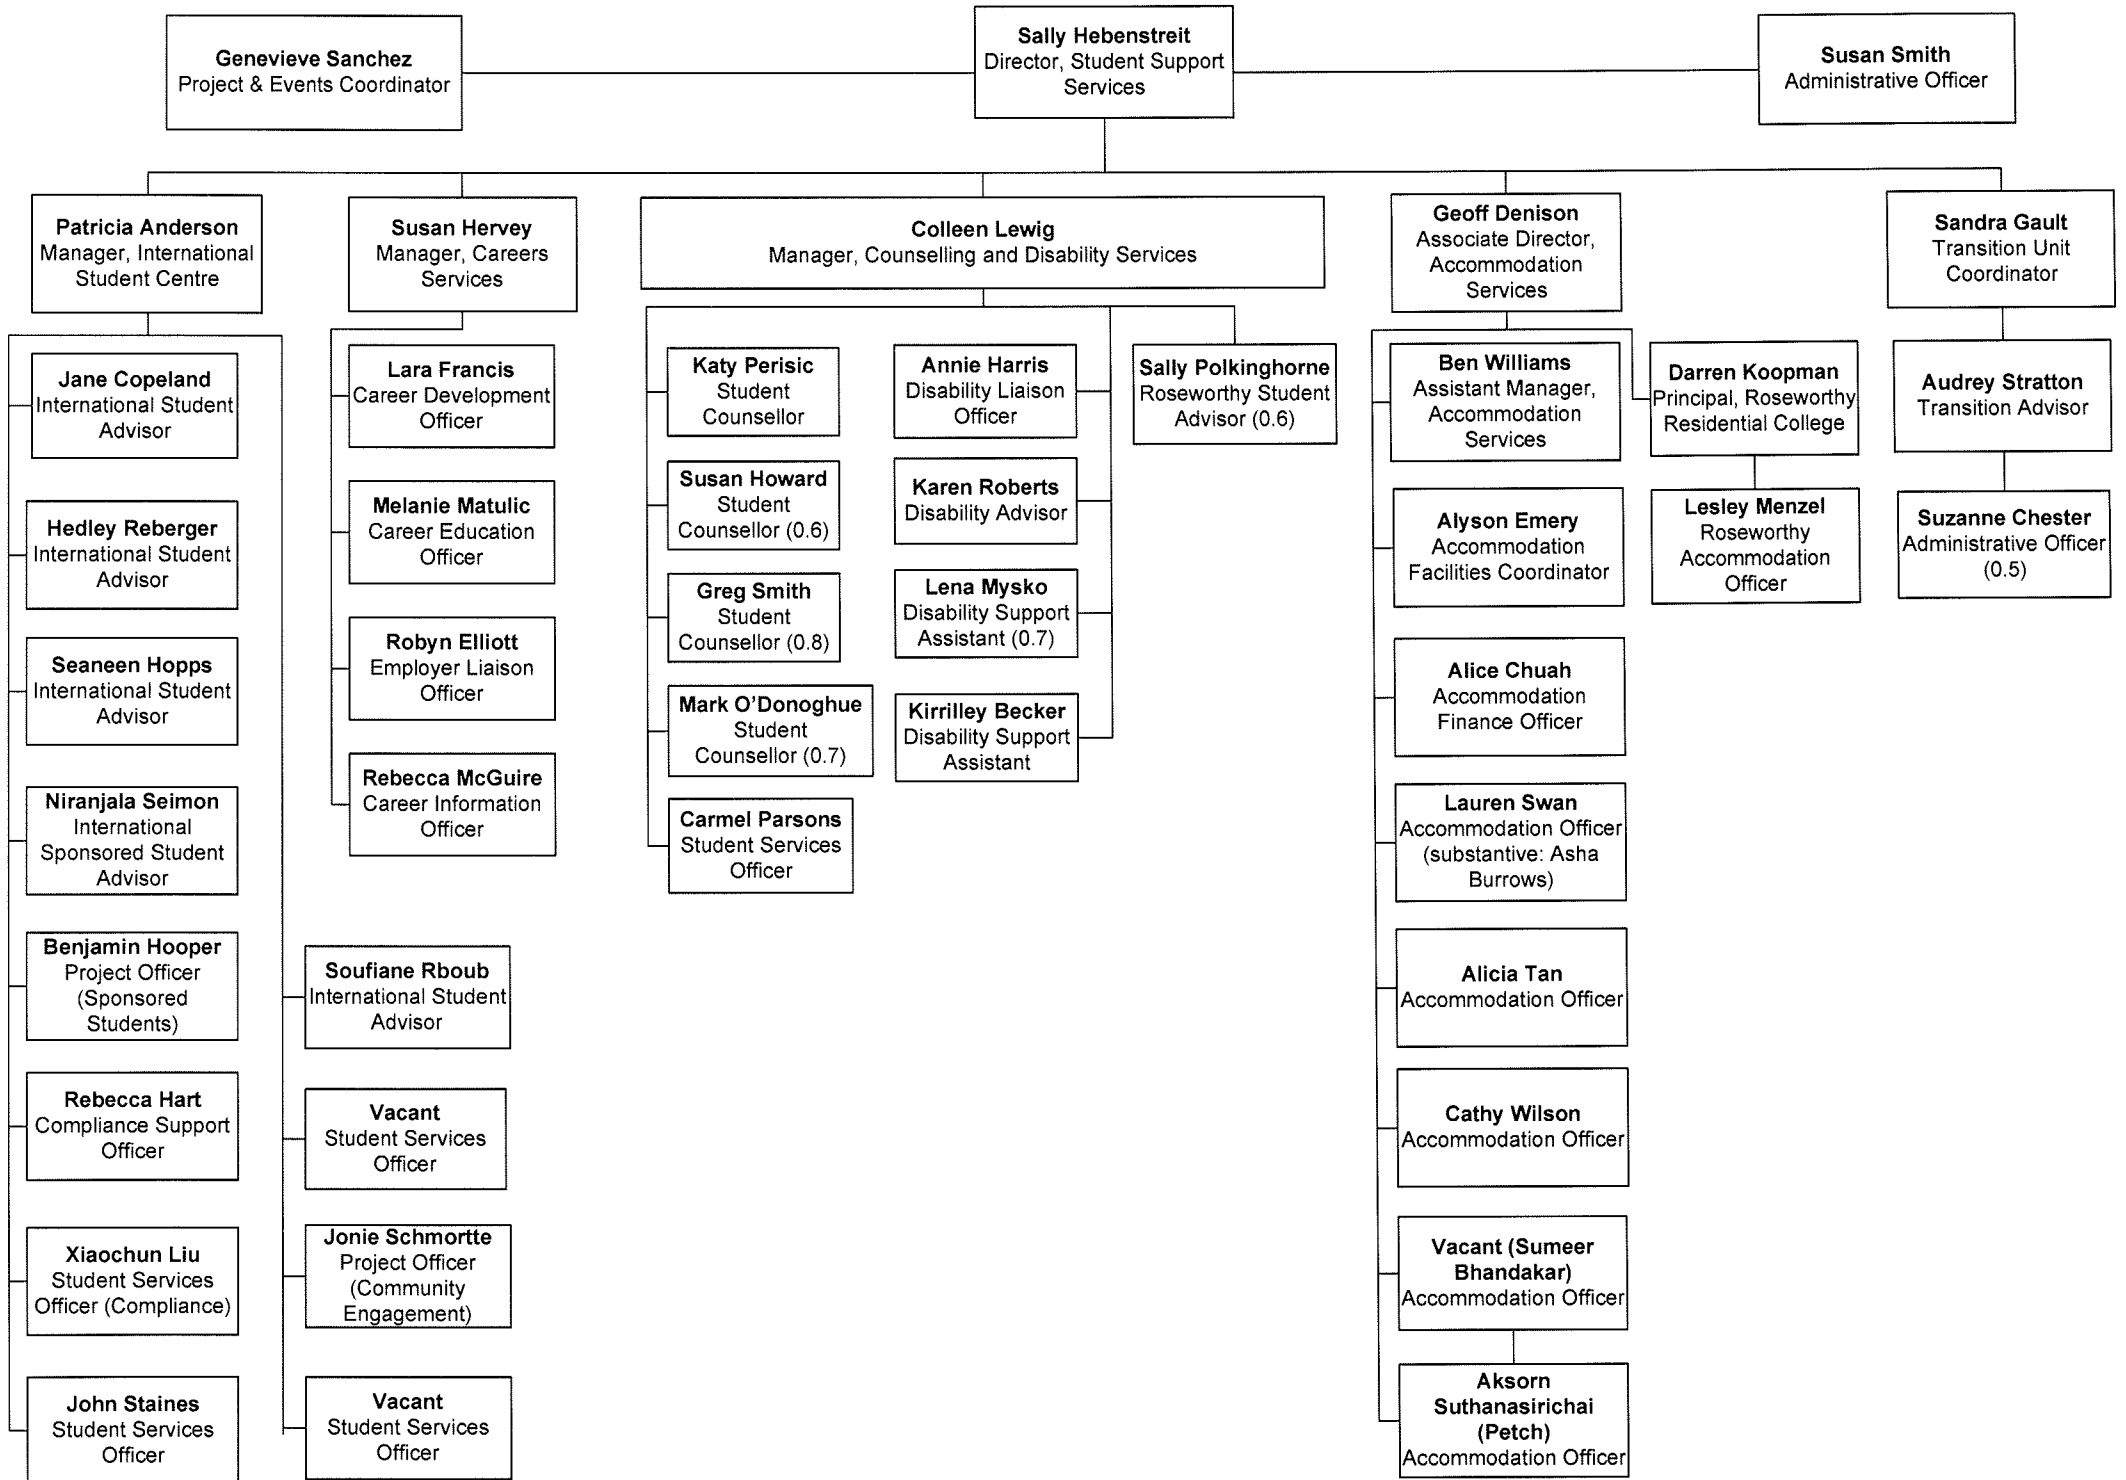 Genevieve Sanchez
Project & Events Coordinator
Sally Hebenstreit
Director, Student Support
Services
Susan Smith
Administrative Officer
Patricia Anderson
Manager, International
Student Centre
Susan Hervey
Manager, Careers
Services
Colleen Lewig
Manager, Counselling and Disability Services
Geoff Denison
Associate Director,
Accommodation
Services
Sandra Gault
Transition Unit
Coordinator
Jane Copeland
International Student
Advisor
Hedley Reberger
International Student
Advisor
Seaneen Hopps
International Student
Advisor
Niranjala Seimon
International
Sponsored Student
Advisor
Benjamin Hooper
Project Officer
(Sponsored
Students)
Rebecca Hart
Compliance Support
Officer
Xiaochun Liu
Student Services
Officer (Compliance)
John Staines
Student Services
Officer
Soufiane Rboub
International Student
Advisor
Vacant
Student Services
Officer
Jonie Schmortte
Project Officer
(Community
Engagement)
Vacant
Student Services
Officer
Lara Francis
Career Development
Officer
Melanie Matulic
Career Education
Officer
Robyn Elliott
Employer Liaison
Officer
Rebecca McGuire
Career Information
Officer
Katy Perisic
Student
Counsellor
Susan Howard
Student
Counsellor (0.6)
Greg Smith
Student
Counsellor (0.8)
Mark O'Donoghue
Student
Counsellor (0.7)
Carmel Parsons
Student Services
Officer
Annie Harris
Disability Liaison
Officer
Karen Roberts
Disability Advisor
Lena Mysko
Disability Support
Assistant (0.7)
Kirrilley Becker
Disability Support
Assistant
Sally Polkinghorne
Roseworthy Student
Advisor (0.6)
Ben Williams
Assistant Manager,
Accommodation
Services
Alyson Emery
Accommodation
Facilities Coordinator
Alice Chuah
Accommodation
Finance Officer
Lauren Swan
Accommodation Officer
(substantive: Asha
Burrows)
Alicia Tan
Accommodation Officer
Cathy Wilson
Accommodation Officer
Vacant (Sumeer
Bhandakar)
Accommodation Officer
Aksorn
Suthanasirichai
(Petch)
Accommodation Officer
Darren Koopman
Principal, Roseworthy
Residential College
Lesley Menzel
Roseworthy
Accommodation
Officer
Audrey Stratton
Transition Advisor
Suzanne Chester
Administrative Officer
(0.5)